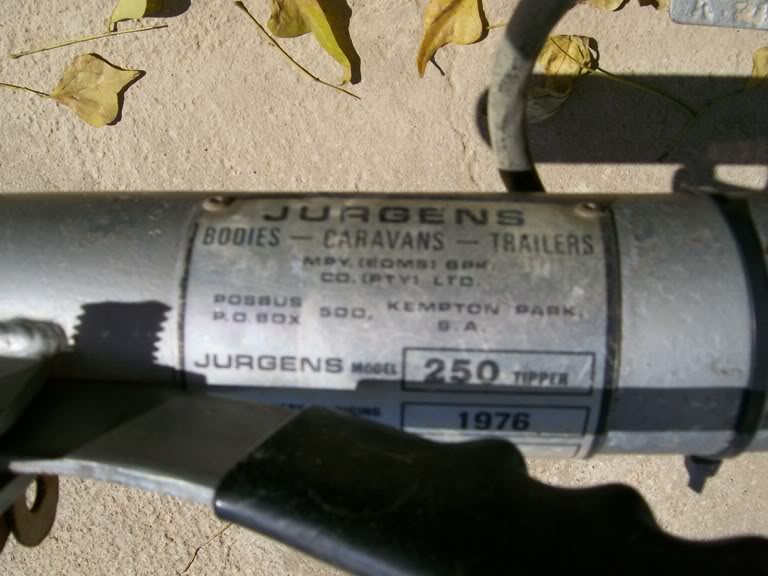 JURGENS
BODIES — CARAVANS — TRAILERS
MPY. (EDMS) BPK.
CO. (PTY) LTD.
POSBUS 500, KEMPTON PARK,
P.O. BOX S.A.
JURGENS MODEL 250 TIPPER
1976